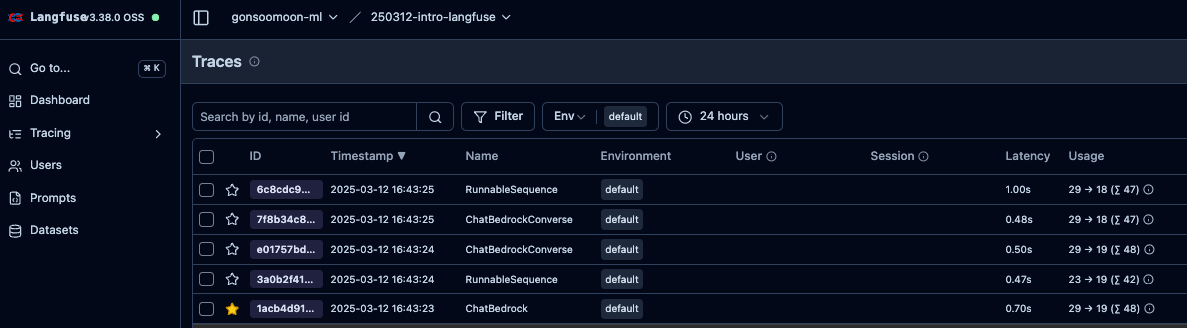 Langfuse v3.38.0 OSS
gonsoomoon-ml / 250312-intro-langfuse
Go to... ⌘ K
Dashboard
Tracing
Users
Prompts
Datasets
Traces
Search by id, name, user id Filter Env default 24 hours
ID Timestamp ▼ Name Environment User Session Latency Usage
6c8cdc9... 2025-03-12 16:43:25 RunnableSequence default 1.00s 29 → 18 (∑ 47)
7f8b34c8... 2025-03-12 16:43:25 ChatBedrockConverse default 0.48s 29 → 18 (∑ 47)
e01757bd... 2025-03-12 16:43:24 ChatBedrockConverse default 0.50s 29 → 19 (∑ 48)
3a0b2f41... 2025-03-12 16:43:24 RunnableSequence default 0.47s 23 → 19 (∑ 42)
1acb4d91... 2025-03-12 16:43:23 ChatBedrock default 0.70s 29 → 19 (∑ 48)